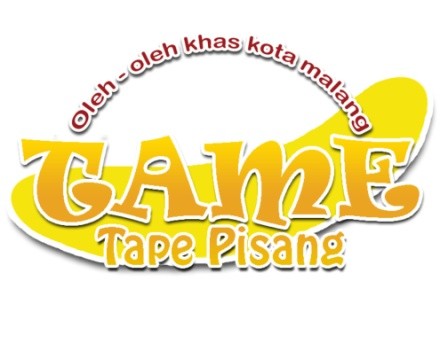 Oleh - oleh khas kota malang
TAME
Tape Pisang